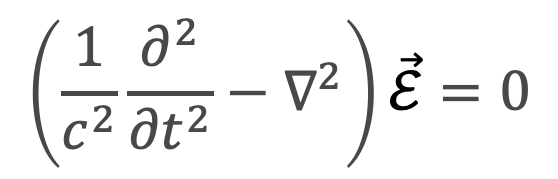 (1/c² ∂²/∂t² − ∇²) ℰ⃗ = 0